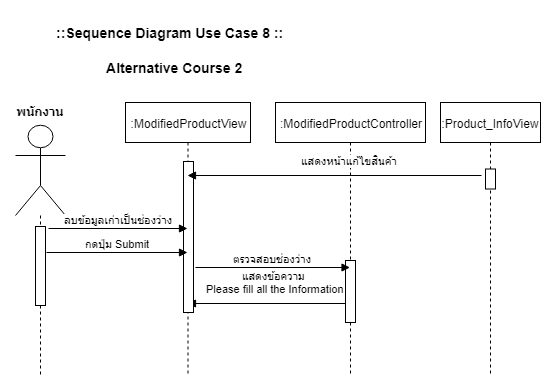 ::Sequence Diagram Use Case 8 ::
Alternative Course 2
พนักงาน
:ModifiedProductView
:ModifiedProductController
:Product_InfoView
แสดงหน้าแก้ไขสินค้า
ลบข้อมูลเก่าเป็นช่องว่าง
กดปุ่ม Submit
ตรวจสอบช่องว่าง
แสดงข้อความ
Please fill all the Information